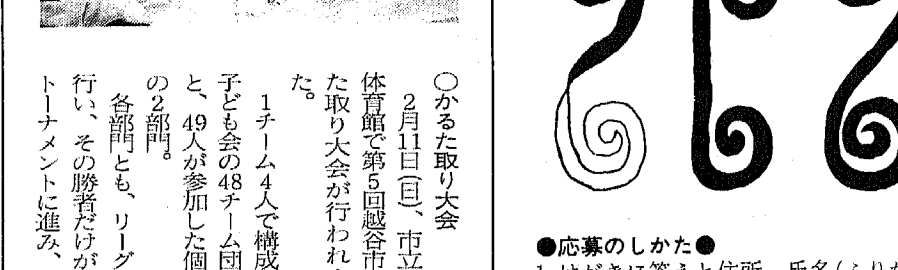 ○かるた取り大会
2月11日(日)、市立
体育館で第5回越谷市
た取り大会が行われ
た。
1チーム4人で構成
子ども会の48チーム団
と、49人が参加した個
の2部門。
各部門とも、リーグ
行い、その勝者だけが
トーナメントに進み、
●応募のしかた●
1 はがきに答えと住所、氏名(ふりが